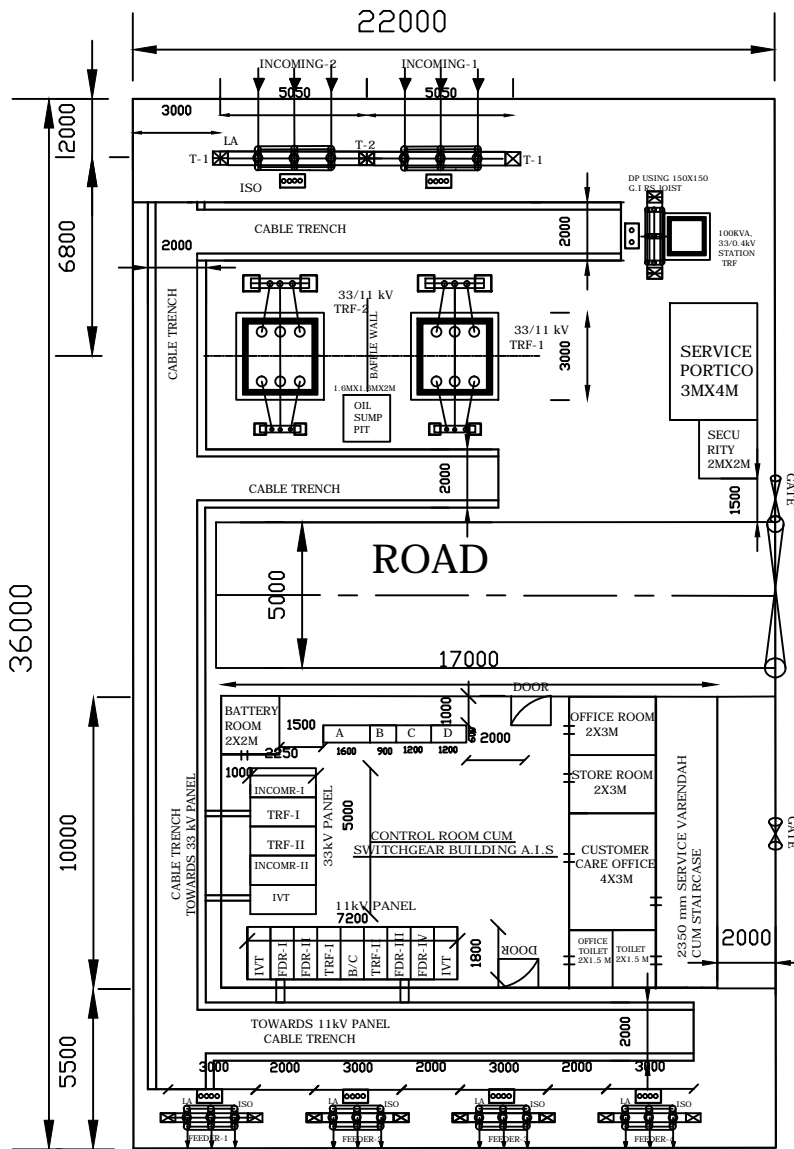 22000
INCOMING-2
INCOMING-1
5050
5050
3000
2000
LA
T-1
T-2
T-1
ISO
DP USING 150X150
G.I RS JOIST
CABLE TRENCH
2000
2000
100KVA,
33/0.4kV
STATION
TRF
6800
33/11 kV
TRF-2
BAFFLE WALL
33/11 kV
TRF-1
3000
CABLE TRENCH
SERVICE
PORTICO
3MX4M
OIL
SUMP
PIT
SECU
RITY
2MX2M
CABLE TRENCH
2000
1500
GATE
36000
ROAD
5000
17000
DOOR
BATTERY
ROOM
2X2M
1500
2250
1000
A
B
C
D
1600
900
1200
1200
1000
600
2000
OFFICE ROOM
2X3M
STORE ROOM
2X3M
CUSTOMER
CARE OFFICE
4X3M
OFFICE
TOILET
2X1.5 M
TOILET
2X1.5 M
2350 mm SERVICE VARENDAH
CUM STAIRCASE
GATE
2000
10000
CABLE TRENCH
TOWARDS 33 kV PANEL
1000
INCOMR-I
TRF-I
TRF-II
INCOMR-II
IVT
33kV PANEL
5000
CONTROL ROOM CUM
SWITCHGEAR BUILDING A.I.S
11kV PANEL
7200
IVT
FDR-I
FDR-II
TRF-I
B/C
TRF-II
FDR-III
FDR-IV
IVT
1800
DOOR
5500
TOWARDS 11kV PANEL
CABLE TRENCH
2000
3000
2000
3000
2000
3000
2000
3000
LA
ISO
LA
ISO
LA
ISO
LA
ISO
FEEDER-1
FEEDER-2
FEEDER-3
FEEDER-4